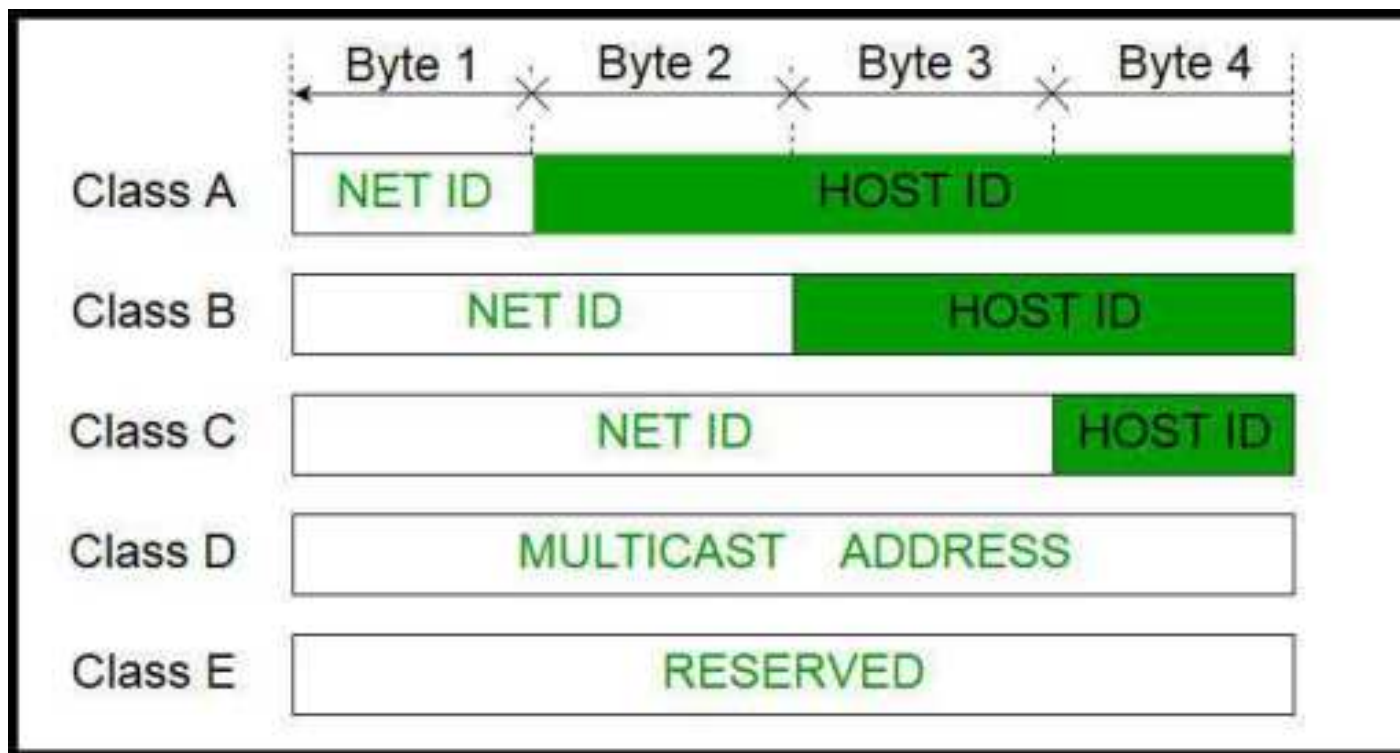 Byte 1 Byte 2 Byte 3 Byte 4
Class A NET ID HOST ID
Class B NET ID HOST ID
Class C NET ID HOST ID
Class D MULTICAST ADDRESS
Class E RESERVED